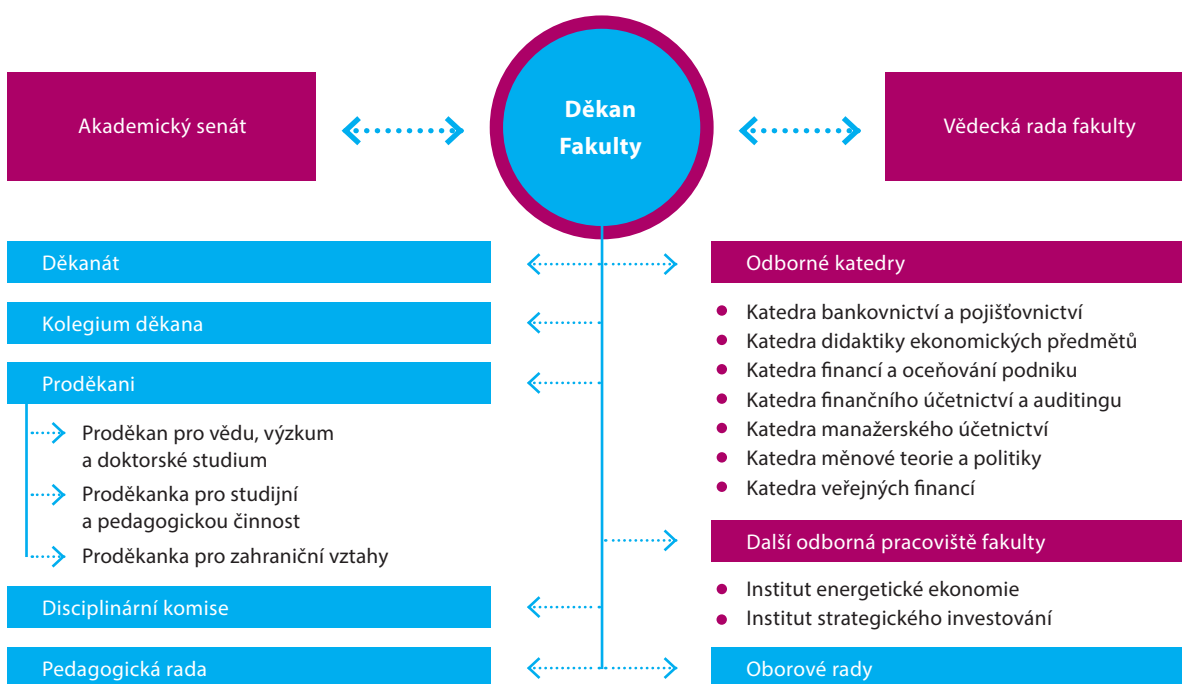 Akademický senát
Děkan
Fakulty
Vědecká rada fakulty
Děkanát
Kolegium děkana
Proděkani
Proděkan pro vědu, výzkum
a doktorské studium
Proděkanka pro studijní
a pedagogickou činnost
Proděkanka pro zahraniční vztahy
Disciplinární komise
Pedagogická rada
Odborné katedry
Katedra bankovnictví a pojišťovnictví
Katedra didaktiky ekonomických předmětů
Katedra financí a oceňování podniku
Katedra finančního účetnictví a auditingu
Katedra manažerského účetnictví
Katedra měnové teorie a politiky
Katedra veřejných financí
Další odborná pracoviště fakulty
Institut energetické ekonomie
Institut strategického investování
Oborové rady